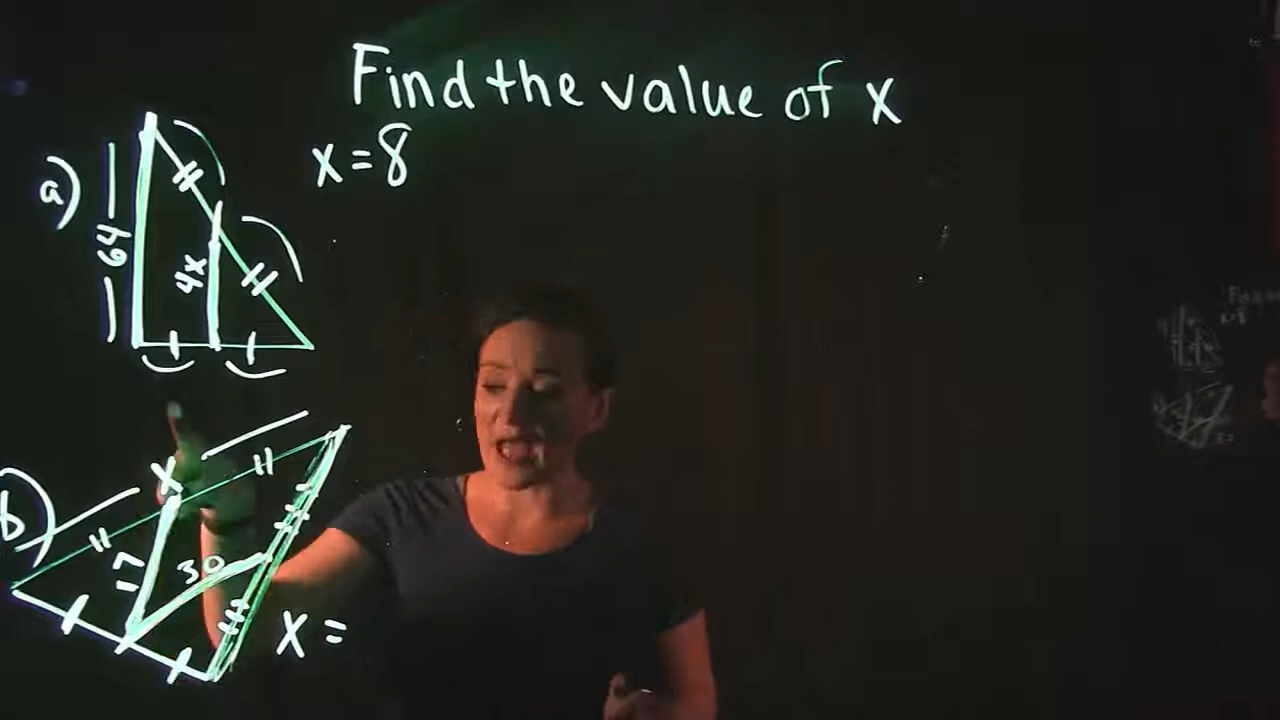 Find the value of x
a)
x=8
64
4x
b)
x
17
30
x=